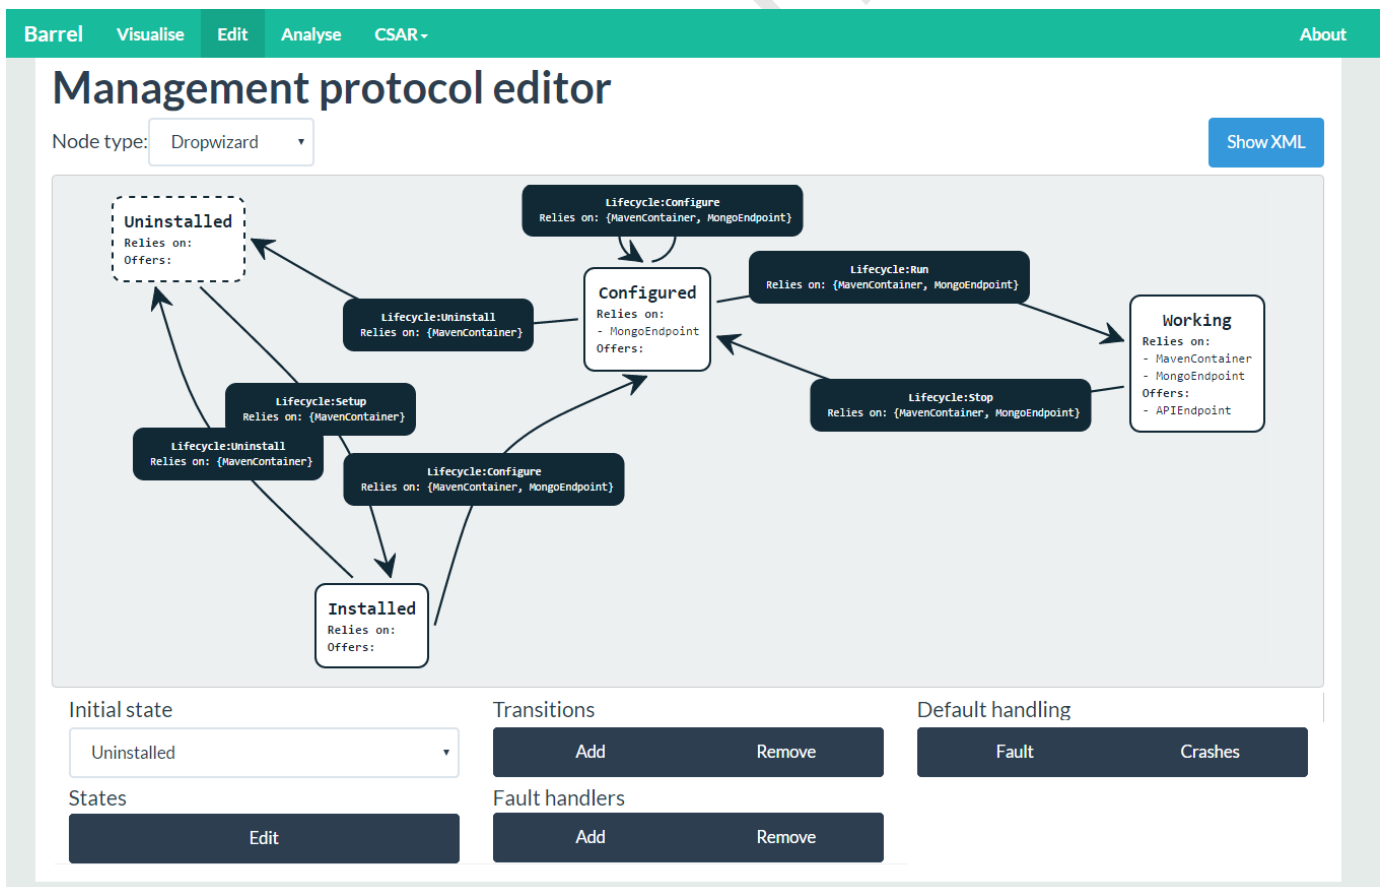 Barrel Visualise Edit Analyse CSAR About
Management protocol editor
Node type: Dropwizard
Show XML
Uninstalled
Relies on:
Offers:
Lifecycle:Configure
Relies on: {MavenContainer, MongoEndpoint}
Lifecycle:Run
Relies on: {MavenContainer, MongoEndpoint}
Configured
Relies on:
- MongoEndpoint
Offers:
Lifecycle:Uninstall
Relies on: {MavenContainer}
Working
Relies on:
- MavenContainer
- MongoEndpoint
Offers:
- APIEndpoint
Lifecycle:Stop
Relies on: {MavenContainer, MongoEndpoint}
Lifecycle:Setup
Relies on: {MavenContainer}
Lifecycle:Uninstall
Relies on: {MavenContainer}
Lifecycle:Configure
Relies on: {MavenContainer, MongoEndpoint}
Installed
Relies on:
Offers:
Initial state
Uninstalled
States
Edit
Transitions
Add Remove
Fault handlers
Add Remove
Default handling
Fault Crashes